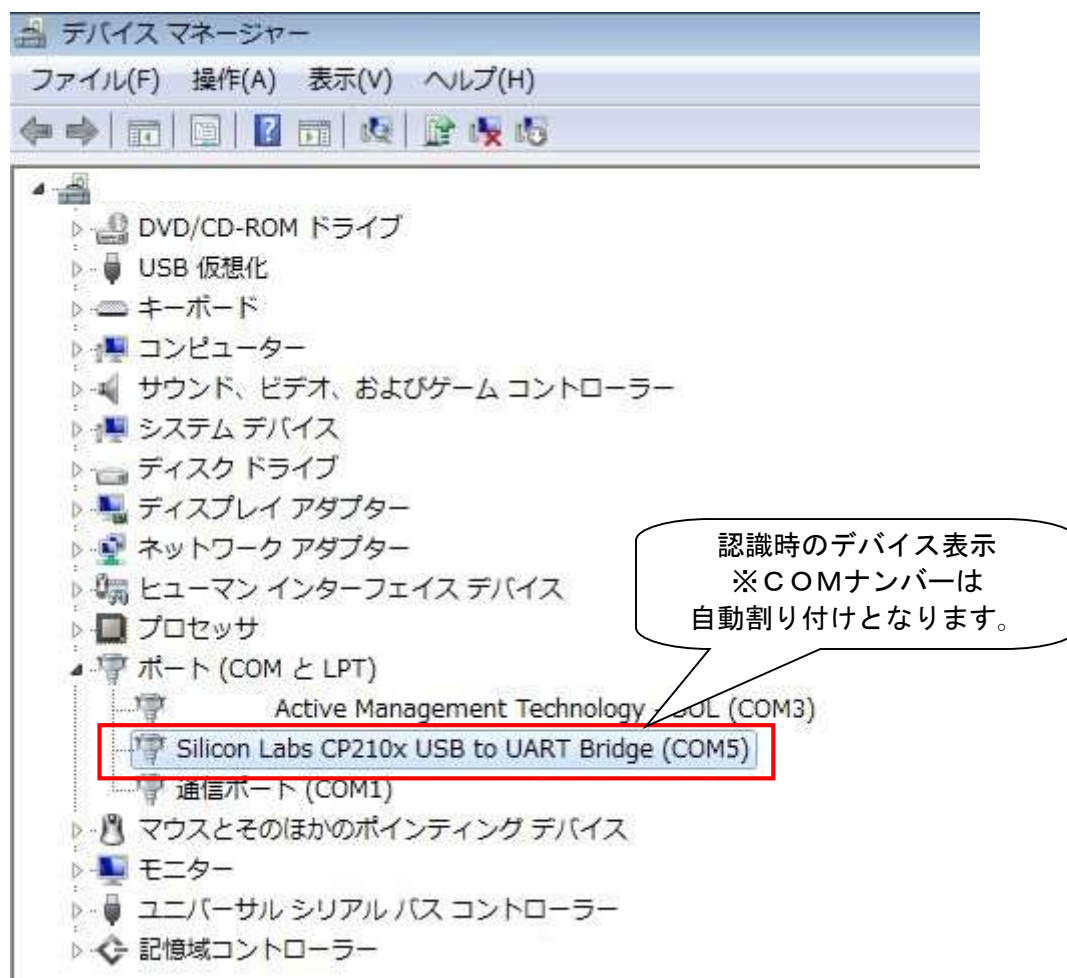 デバイス マネージャー
ファイル(F) 操作(A) 表示(V) ヘルプ(H)
DVD/CD-ROM ドライブ
USB 仮想化
キーボード
コンピューター
サウンド、ビデオ、およびゲーム コントローラー
システム デバイス
ディスク ドライブ
ディスプレイ アダプター
ネットワーク アダプター
ヒューマン インターフェイス デバイス
プロセッサ
ポート (COM と LPT)
Active Management Technology - SOL (COM3)
Silicon Labs CP210x USB to UART Bridge (COM5)
通信ポート (COM1)
マウスとそのほかのポインティング デバイス
モニター
ユニバーサル シリアル バス コントローラー
記憶域コントローラー
認識時のデバイス表示
※ＣＯＭナンバーは
自動割り付けとなります。